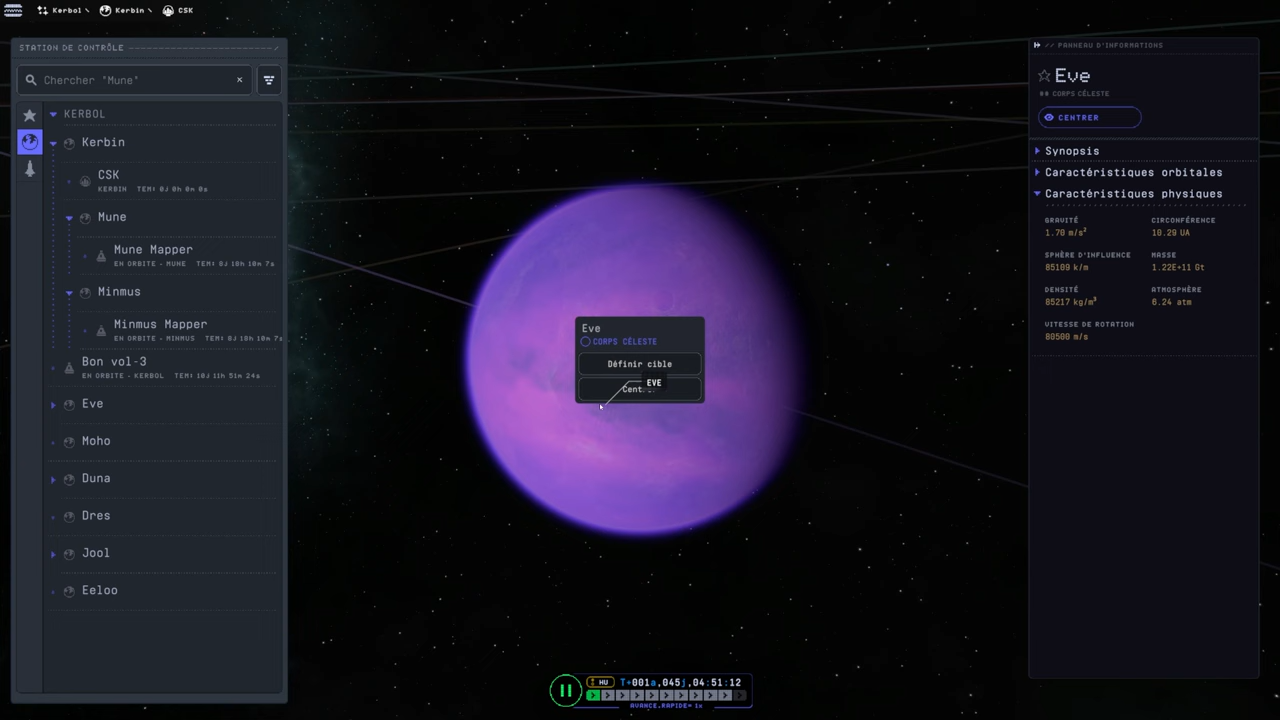 Kerbol
Kerbin
CSK
STATION DE CONTRÔLE
Chercher "Mune"
KERBOL
Kerbin
CSK
KERBIN TEM: 0J 0h 0m 0s
Mune
Mune Mapper
EN ORBITE - MUNE TEM: 8J 18h 10m 7s
Minmus
Minmus Mapper
EN ORBITE - MINMUS TEM: 8J 18h 10m 7s
Bon vol-3
EN ORBITE - KERBOL TEM: 10J 11h 51m 24s
Eve
Moho
Duna
Dres
Jool
Eeloo
Eve
CORPS CÉLESTE
Définir cible
EVE
HU T+001a,045j,04:51:12
AVANCE.RAPIDE= 1x
// PANNEAU D'INFORMATIONS
Eve
CORPS CÉLESTE
CENTRER
Synopsis
Caractéristiques orbitales
Caractéristiques physiques
GRAVITÉ
1.70 m/s²
CIRCONFÉRENCE
10.29 UA
SPHÈRE D'INFLUENCE
85109 k/m
MASSE
1.22E+11 Gt
DENSITÉ
85217 kg/m³
ATMOSPHÈRE
6.24 atm
VITESSE DE ROTATION
80500 m/s